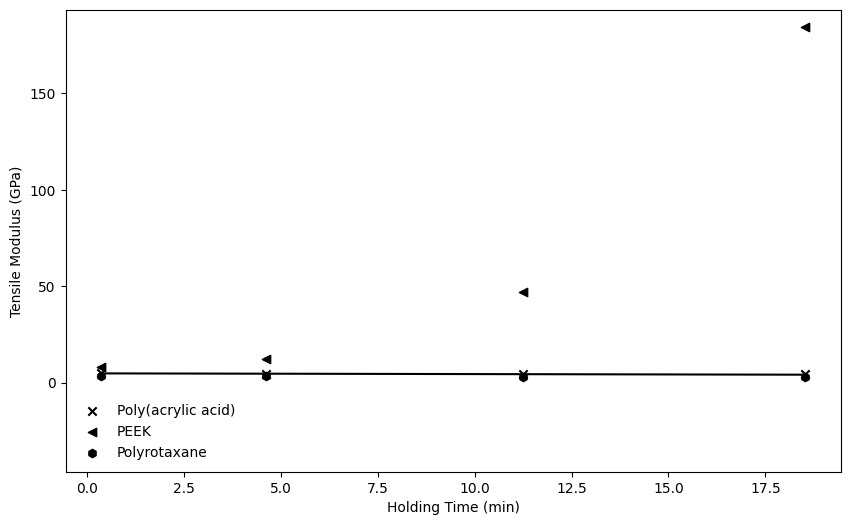 150
100
50
0
Tensile Modulus (GPa)
Poly(acrylic acid)
PEEK
Polyrotaxane
0.0 2.5 5.0 7.5 10.0 12.5 15.0 17.5
Holding Time (min)